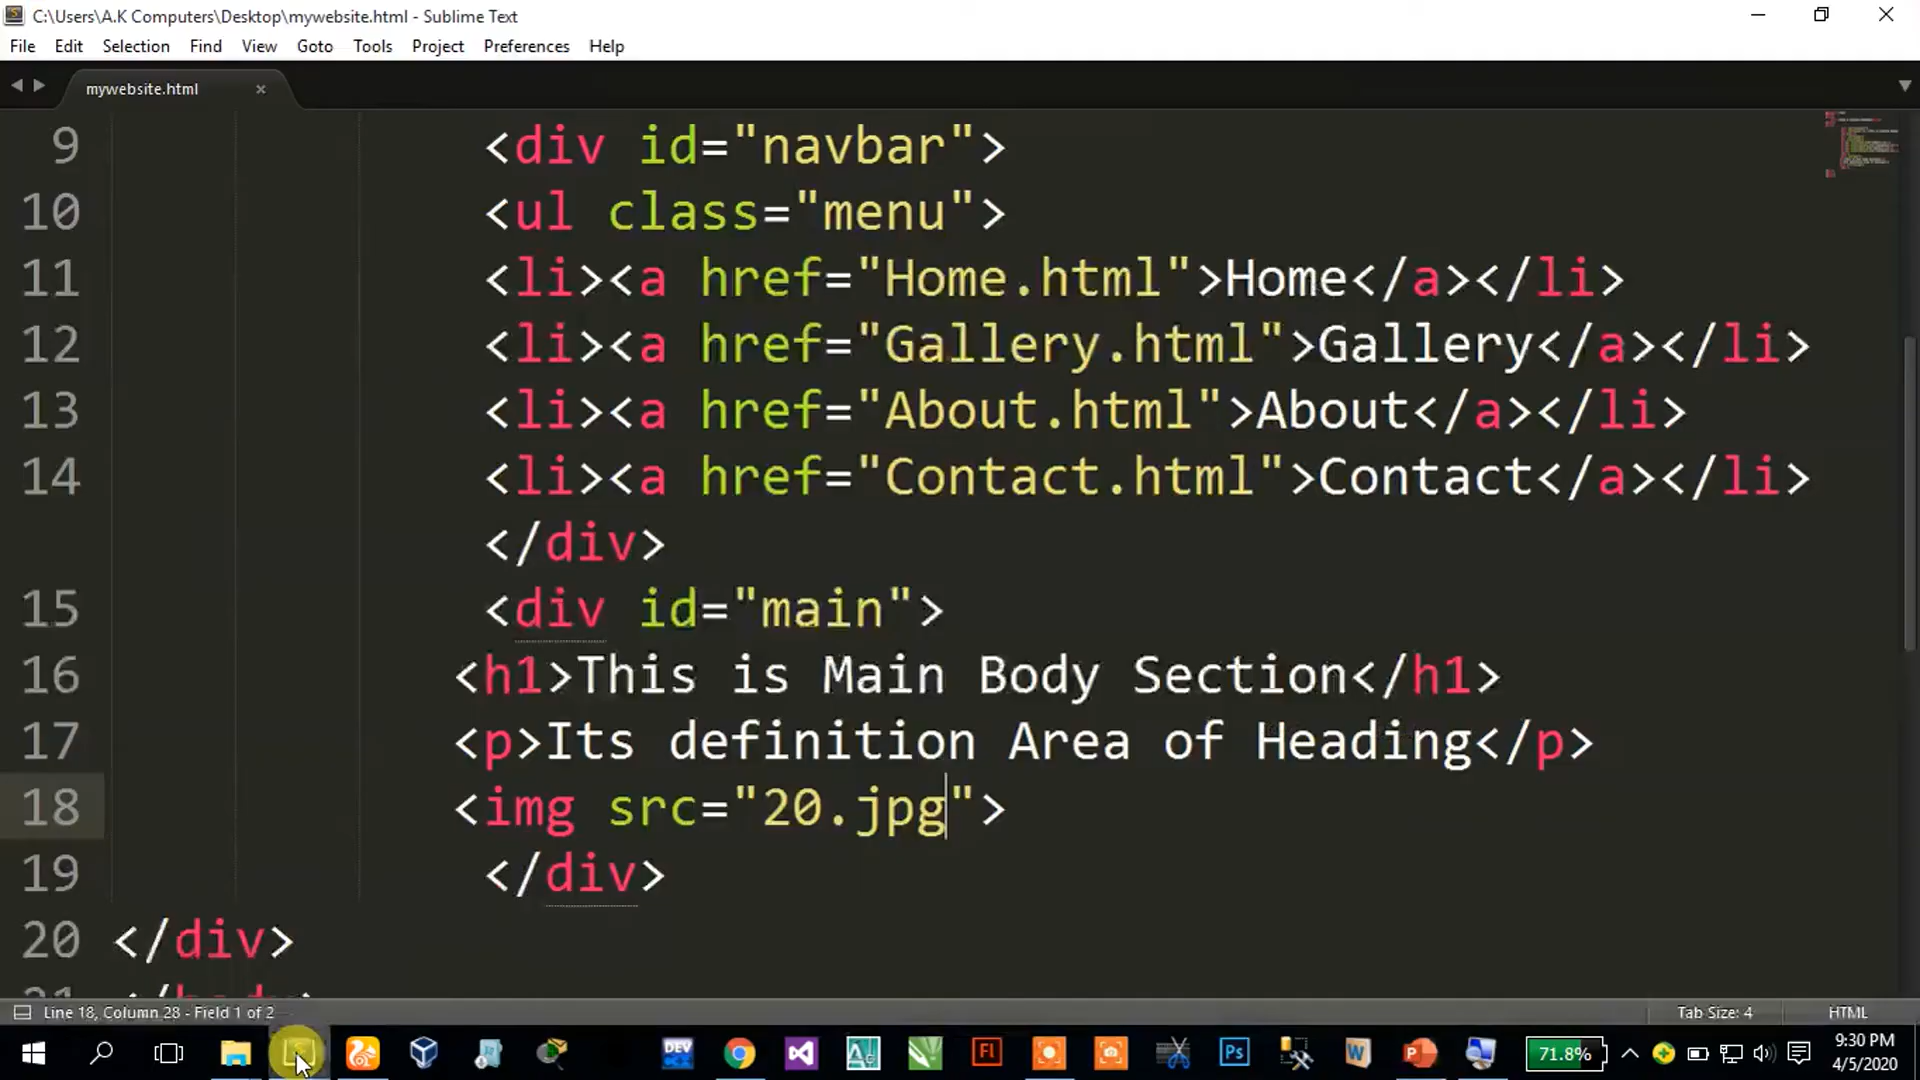 C:\Users\A.K Computers\Desktop\mywebsite.html - Sublime Text
File Edit Selection Find View Goto Tools Project Preferences Help
mywebsite.html
9 <div id="navbar">
10 <ul class="menu">
11 <li><a href="Home.html">Home</a></li>
12 <li><a href="Gallery.html">Gallery</a></li>
13 <li><a href="About.html">About</a></li>
14 <li><a href="Contact.html">Contact</a></li>
</div>
15 <div id="main">
16 <h1>This is Main Body Section</h1>
17 <p>Its definition Area of Heading</p>
18 <img src="20.jpg">
19 </div>
20 </div>
21 </body>
Line 18, Column 28 - Field 1 of 2 Tab Size: 4 HTML
DEV Fl Ps 71.8% 9:30 PM
4/5/2020